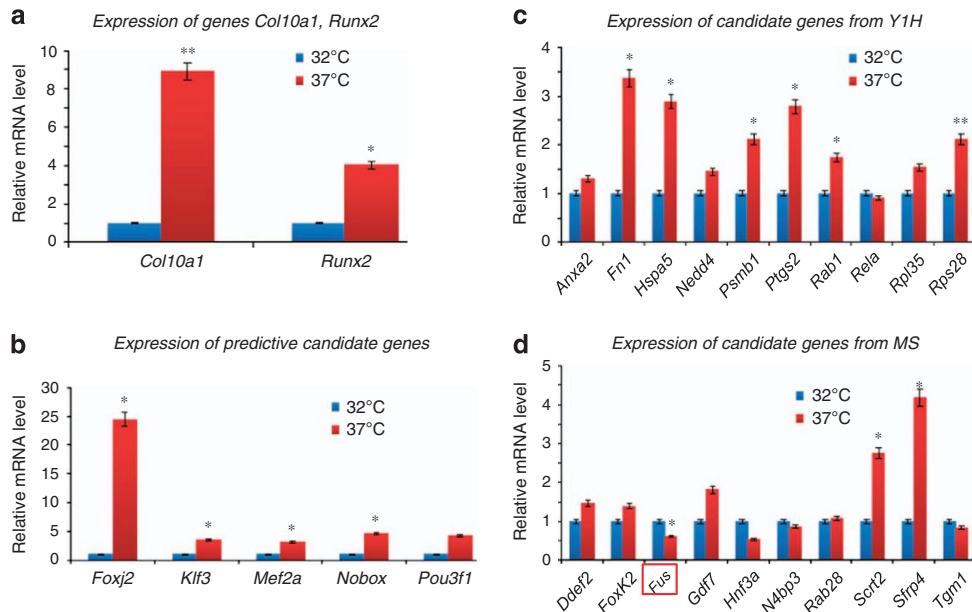 a
Expression of genes Col10a1, Runx2
Relative mRNA level
10
8
6
4
2
0
32°C
37°C
**
*
Col10a1
Runx2
b
Expression of predictive candidate genes
Relative mRNA level
30
25
20
15
10
5
0
32°C
37°C
*
*
*
*
Foxj2
Klf3
Mef2a
Nobox
Pou3f1
c
Expression of candidate genes from Y1H
Relative mRNA level
4
3
2
1
0
32°C
37°C
*
*
*
*
*
**
Anxa2
Fn1
Hspa5
Nedd4
Psmb1
Ptgs2
Rab1
Rela
Rpl35
Rps28
d
Expression of candidate genes from MS
Relative mRNA level
5
4
3
2
1
0
32°C
37°C
*
*
*
Ddef2
FoxK2
Fus
Gdf7
Hnf3a
N4bp3
Rab28
Scrt2
Sfrp4
Tgm1